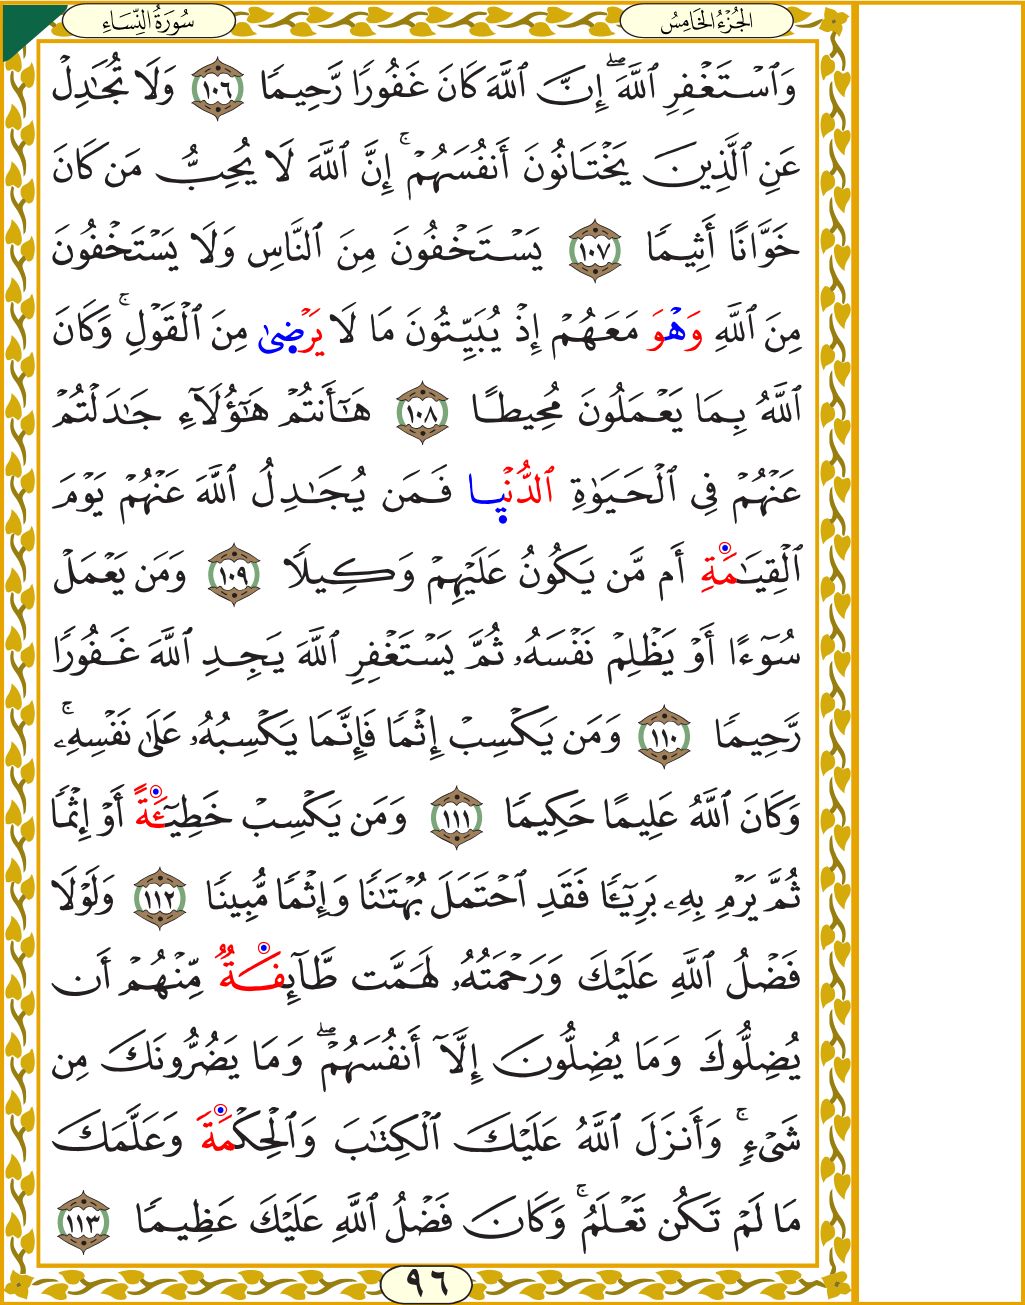 الجُزْءُ الخَامِسُ
سُورَةُ النِّسَاءِ
وَٱسْتَغْفِرِ ٱللَّهَۖ إِنَّ ٱللَّهَ كَانَ غَفُورًا رَّحِيمًا ١٠٦ وَلَا تُجَٰدِلْ
عَنِ ٱلَّذِينَ يَخْتَانُونَ أَنفُسَهُمْۚ إِنَّ ٱللَّهَ لَا يُحِبُّ مَن كَانَ
خَوَّانًا أَثِيمًا ١٠٧ يَسْتَخْفُونَ مِنَ ٱلنَّاسِ وَلَا يَسْتَخْفُونَ
مِنَ ٱللَّهِ وَهْوَ مَعَهُمْ إِذْ يُبَيِّتُونَ مَا لَا يَرْضٜىٰ مِنَ ٱلْقَوْلِۚ وَكَانَ
ٱللَّهُ بِمَا يَعْمَلُونَ مُحِيطًا ١٠٨ هَٰٓأَنتُمْ هَٰٓؤُلَآءِ جَٰدَلْتُمْ
عَنْهُمْ فِى ٱلْحَيَوٰةِ ٱلدُّنْيٜا فَمَن يُجَٰدِلُ ٱللَّهَ عَنْهُمْ يَوْمَ
ٱلْقِيَٰمَةِ أَم مَّن يَكُونُ عَلَيْهِمْ وَكِيلًا ١٠٩ وَمَن يَعْمَلْ
سُوٓءًا أَوْ يَظْلِمْ نَفْسَهُۥ ثُمَّ يَسْتَغْفِرِ ٱللَّهَ يَجِدِ ٱللَّهَ غَفُورًا
رَّحِيمًا ١١٠ وَمَن يَكْسِبْ إِثْمًا فَإِنَّمَا يَكْسِبُهُۥ عَلَىٰ نَفْسِهِۦۚ
وَكَانَ ٱللَّهُ عَلِيمًا حَكِيمًا ١١١ وَمَن يَكْسِبْ خَطِيٓـَٔةً أَوْ إِثْمًا
ثُمَّ يَرْمِ بِهِۦ بَرِيٓـًٔا فَقَدِ ٱحْتَمَلَ بُهْتَٰنًا وَإِثْمًا مُّبِينًا ١١٢ وَلَوْلَا
فَضْلُ ٱللَّهِ عَلَيْكَ وَرَحْمَتُهُۥ لَهَمَّت طَّآئِفَةٌ مِّنْهُمْ أَن
يُضِلُّوكَ وَمَا يُضِلُّونَ إِلَّآ أَنفُسَهُمْۖ وَمَا يَضُرُّونَكَ مِن
شَىْءٍۚ وَأَنزَلَ ٱللَّهُ عَلَيْكَ ٱلْكِتَٰبَ وَٱلْحِكْمَةَ وَعَلَّمَكَ
مَا لَمْ تَكُن تَعْلَمُۚ وَكَانَ فَضْلُ ٱللَّهِ عَلَيْكَ عَظِيمًا ١١٣
٩٦